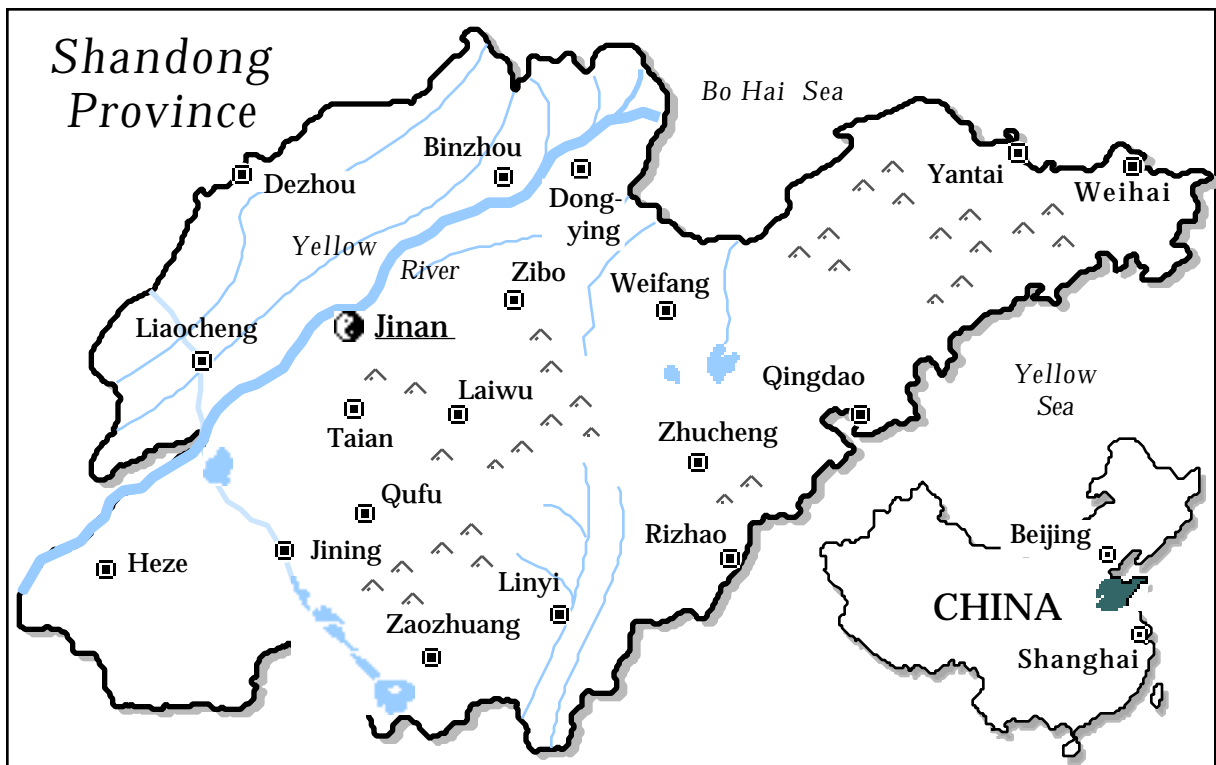 Shandong
Province
Bo Hai Sea
Binzhou
Yantai
Dezhou
Dong-
ying
Weihai
Yellow
River
Zibo
Weifang
Liaocheng
Jinan
Qingdao
Yellow
Sea
Laiwu
Taian
Zhucheng
Qufu
Rizhao
Beijing
Jining
Heze
Linyi
CHINA
Zaozhuang
Shanghai